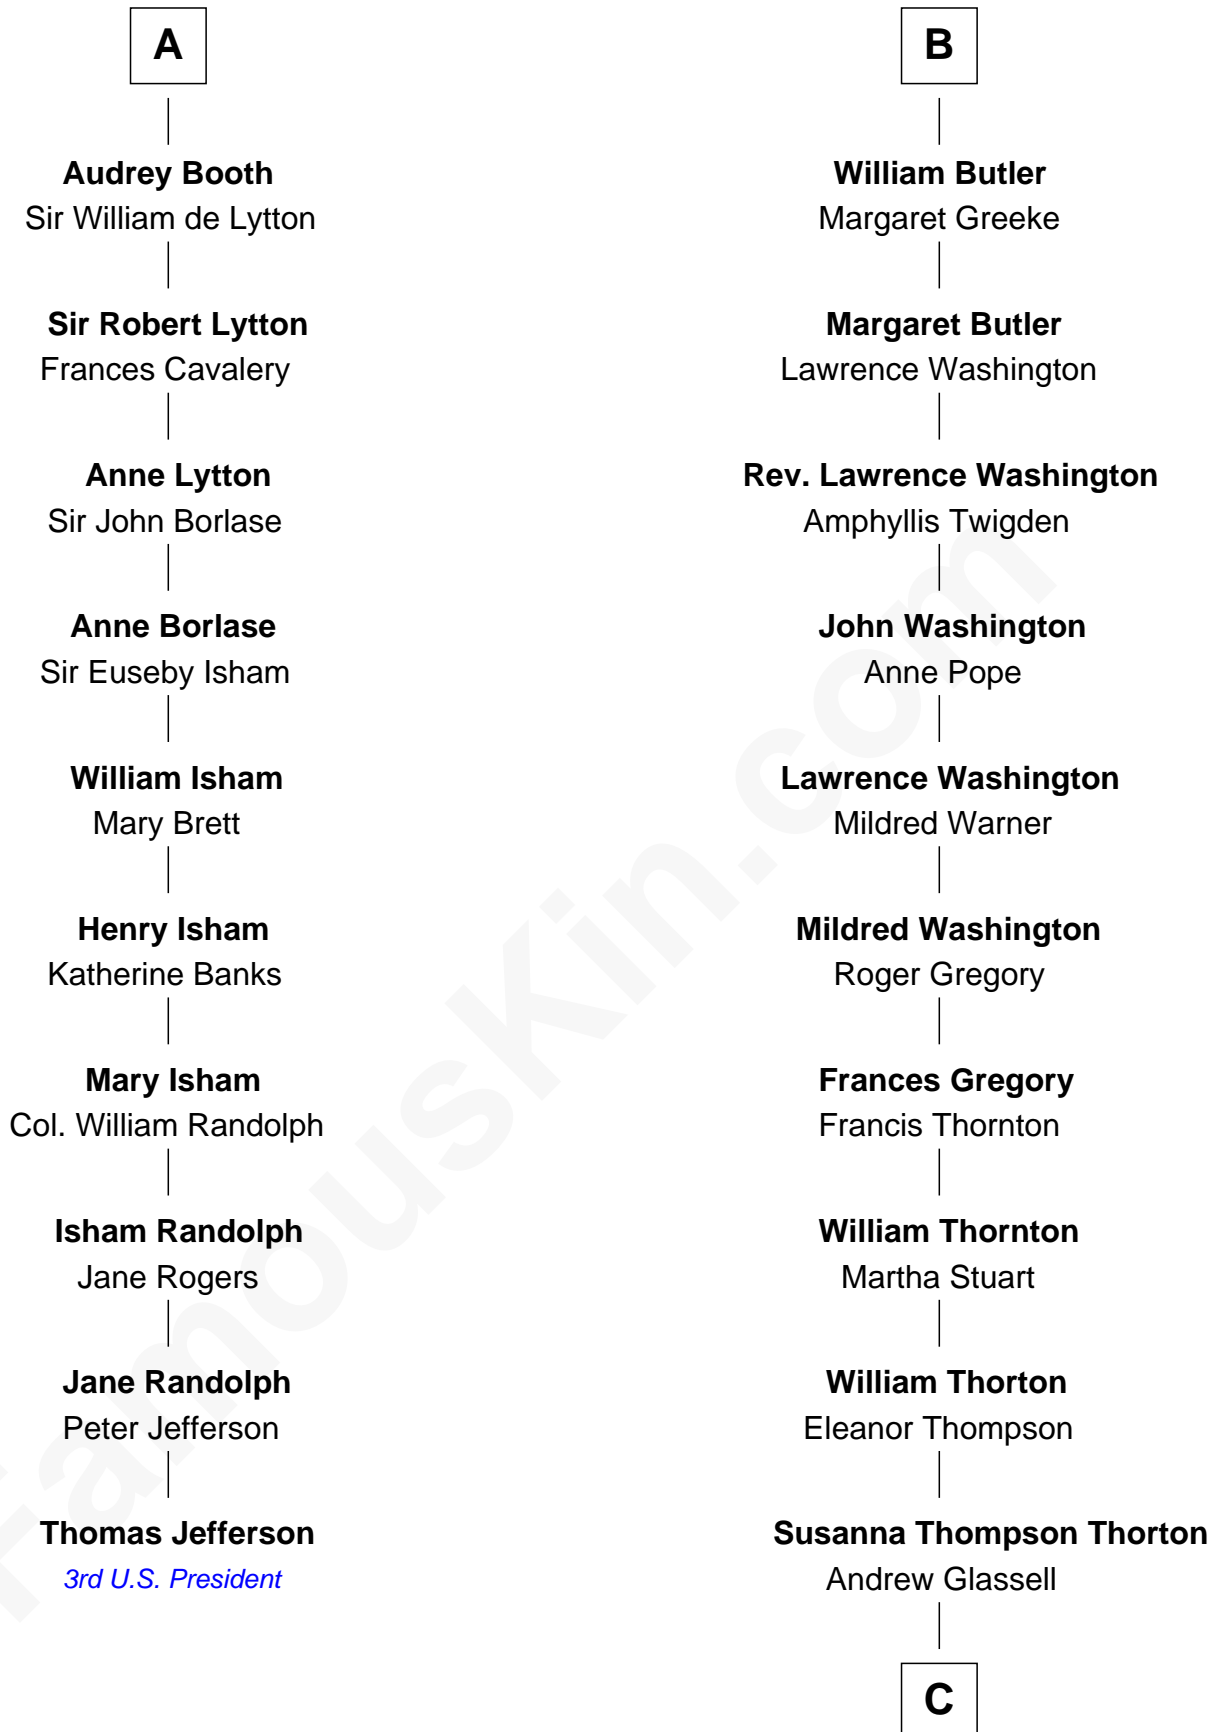 A
Audrey Booth
Sir William de Lytton
Sir Robert Lytton
Frances Cavalery
Anne Lytton
Sir John Borlase
Anne Borlase
Sir Euseby Isham
William Isham
Mary Brett
Henry Isham
Katherine Banks
Mary Isham
Col. William Randolph
Isham Randolph
Jane Rogers
Jane Randolph
Peter Jefferson
Thomas Jefferson
3rd U.S. President
B
William Butler
Margaret Greeke
Margaret Butler
Lawrence Washington
Rev. Lawrence Washington
Amphyllis Twigden
John Washington
Anne Pope
Lawrence Washington
Mildred Warner
Mildred Washington
Roger Gregory
Frances Gregory
Francis Thornton
William Thornton
Martha Stuart
William Thorton
Eleanor Thompson
Susanna Thompson Thorton
Andrew Glassell
C
FamousKin.com